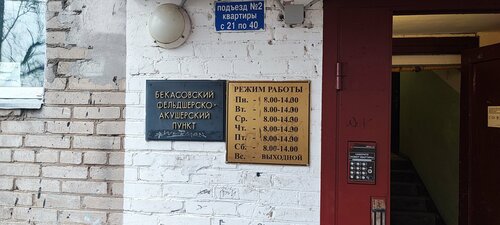 подъезд №2
квартиры
с 21 по 40
БЕКАСОВСКИЙ
ФЕЛЬДШЕРСКО-
АКУШЕРСКИЙ
ПУНКТ
РЕЖИМ РАБОТЫ
Пн. - 8.00-14.00
Вт. - 8.00-14.00
Ср. - 8.00-14.00
Чт. - 8.00-14.00
Пт. - 8.00-14.00
Сб: - 8.00-14.00
Вс. - ВЫХОДНОЙ